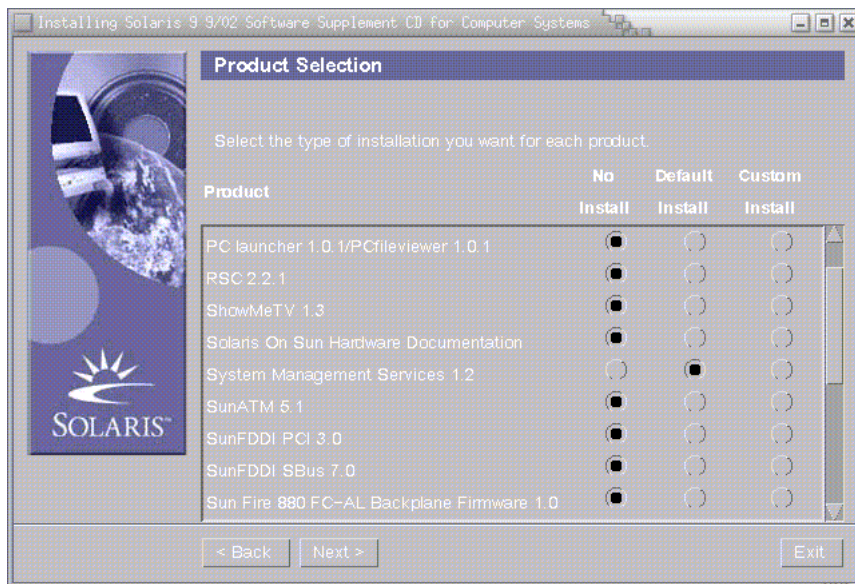 Installing Solaris 9 9/02 Software Supplement CD for Computer Systems
Product Selection
Select the type of installation you want for each product.
Product No Install Default Install Custom Install
PC launcher 1.0.1/PCfileviewer 1.0.1
RSC 2.2.1
ShowMeTV 1.3
Solaris On Sun Hardware Documentation
System Management Services 1.2
SunATM 5.1
SunFDDI PCI 3.0
SunFDDI SBus 7.0
Sun Fire 880 FC-AL Backplane Firmware 1.0
SOLARIS™
< Back Next > Exit